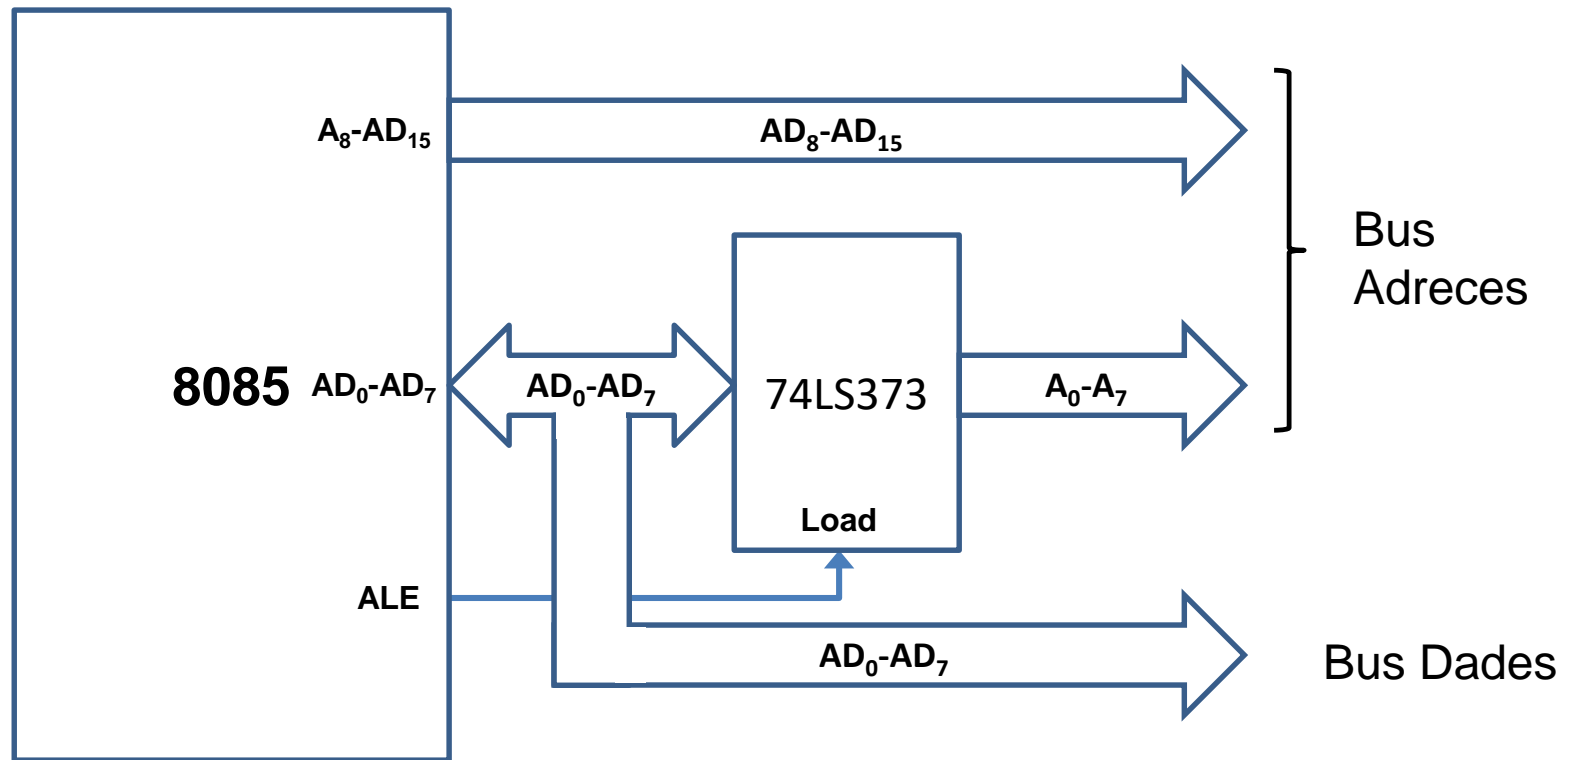 A8-AD15
AD8-AD15
Bus
Adreces
8085
AD0-AD7
AD0-AD7
74LS373
A0-A7
Load
ALE
AD0-AD7
Bus Dades